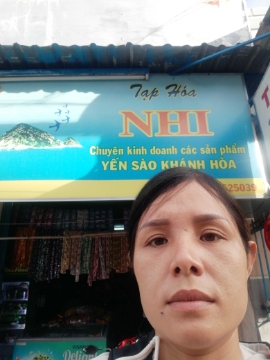 Tạp Hóa
NHI
Chuyên kinh doanh các sản phẩm
YẾN SÀO KHÁNH HÒA